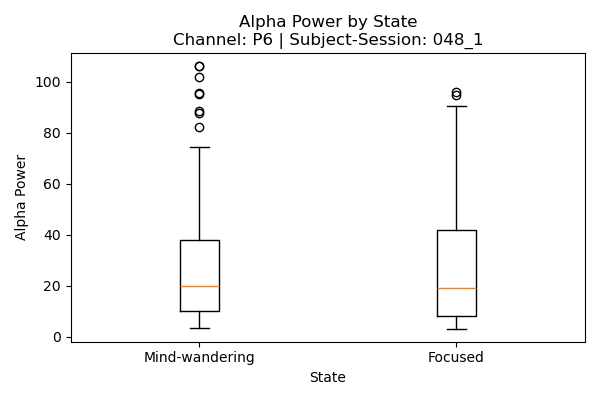 Alpha Power by State
Channel: P6 | Subject-Session: 048_1
100
80
60
40
20
0
Alpha Power
Mind-wandering
Focused
State